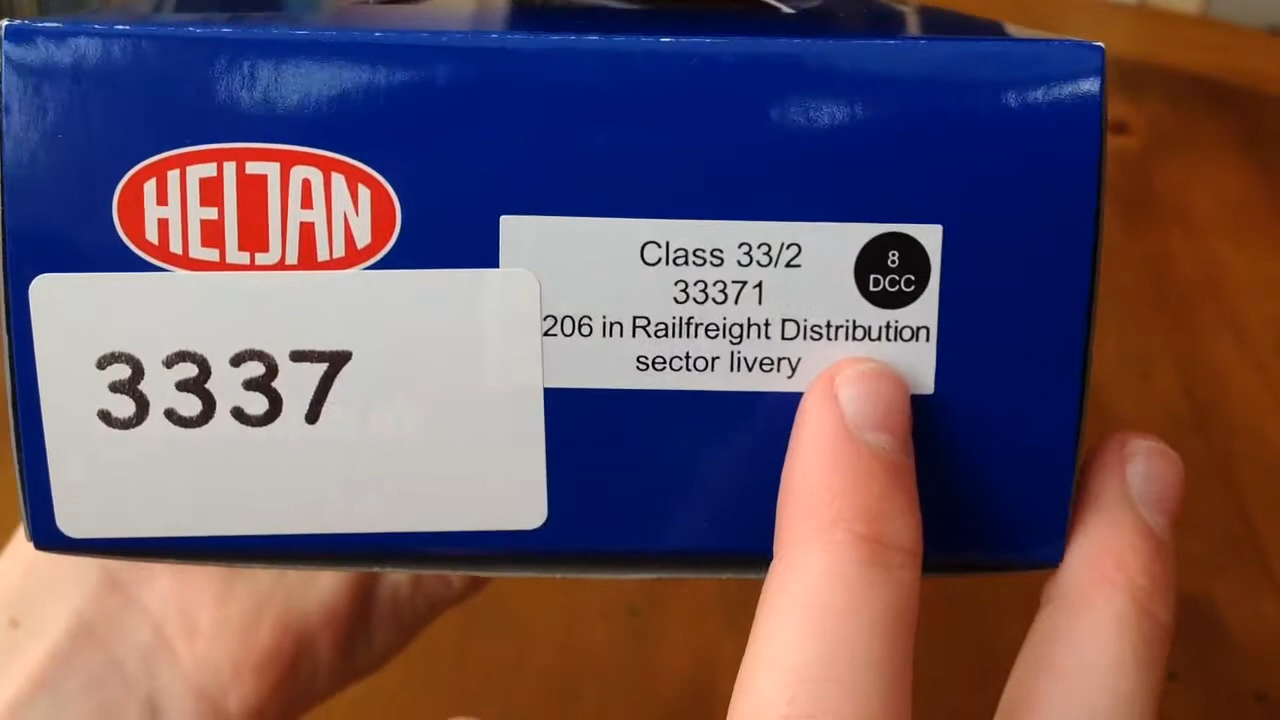 HELJAN
Class 33/2
33371
206 in Railfreight Distribution
sector livery
8
DCC
3337